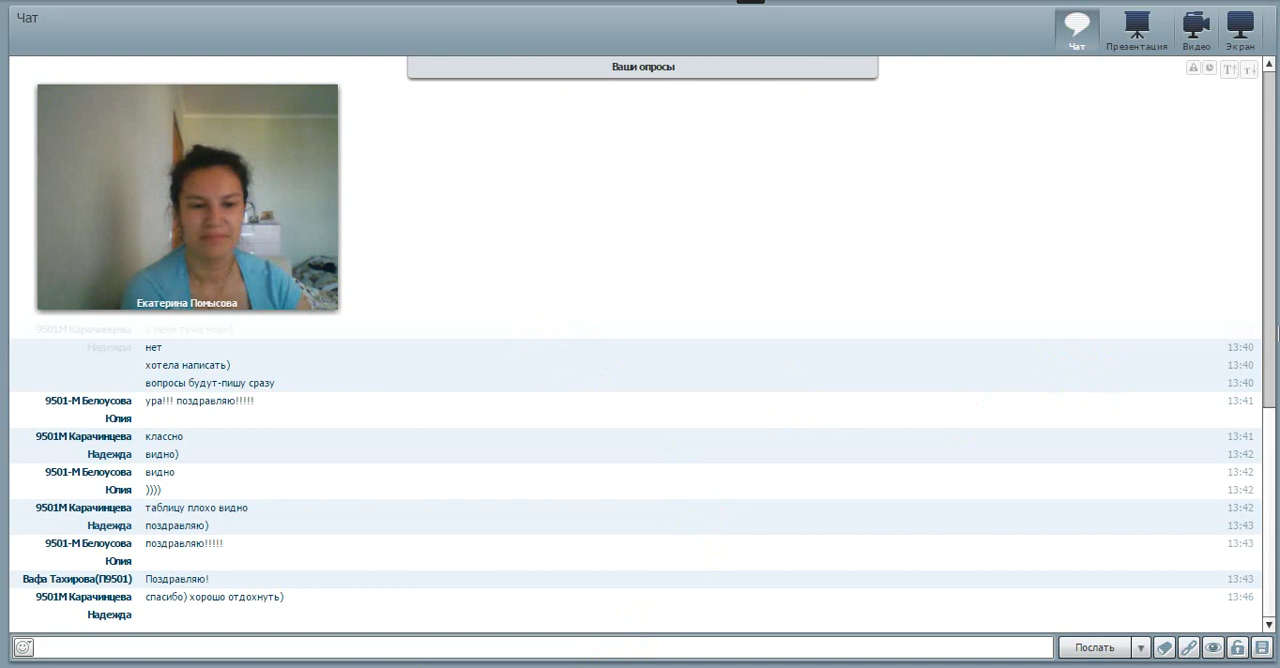 Чат
Чат
Презентация
Видео
Экран
Ваши опросы
Екатерина Помысова
9501М Карачинцева
Надежда нет 13:40
хотела написать) 13:40
вопросы будут-пишу сразу 13:40
9501-М Белоусова ура!!! поздравляю!!!!! 13:41
Юлия
9501М Карачинцева классно 13:41
Надежда видно) 13:42
9501-М Белоусова видно 13:42
Юлия )))) 13:42
9501М Карачинцева таблицу плохо видно 13:42
Надежда поздравляю) 13:43
9501-М Белоусова поздравляю!!!!! 13:43
Юлия
Вафа Тахирова(П9501) Поздравляю! 13:43
9501М Карачинцева спасибо) хорошо отдохнуть) 13:46
Надежда
Послать